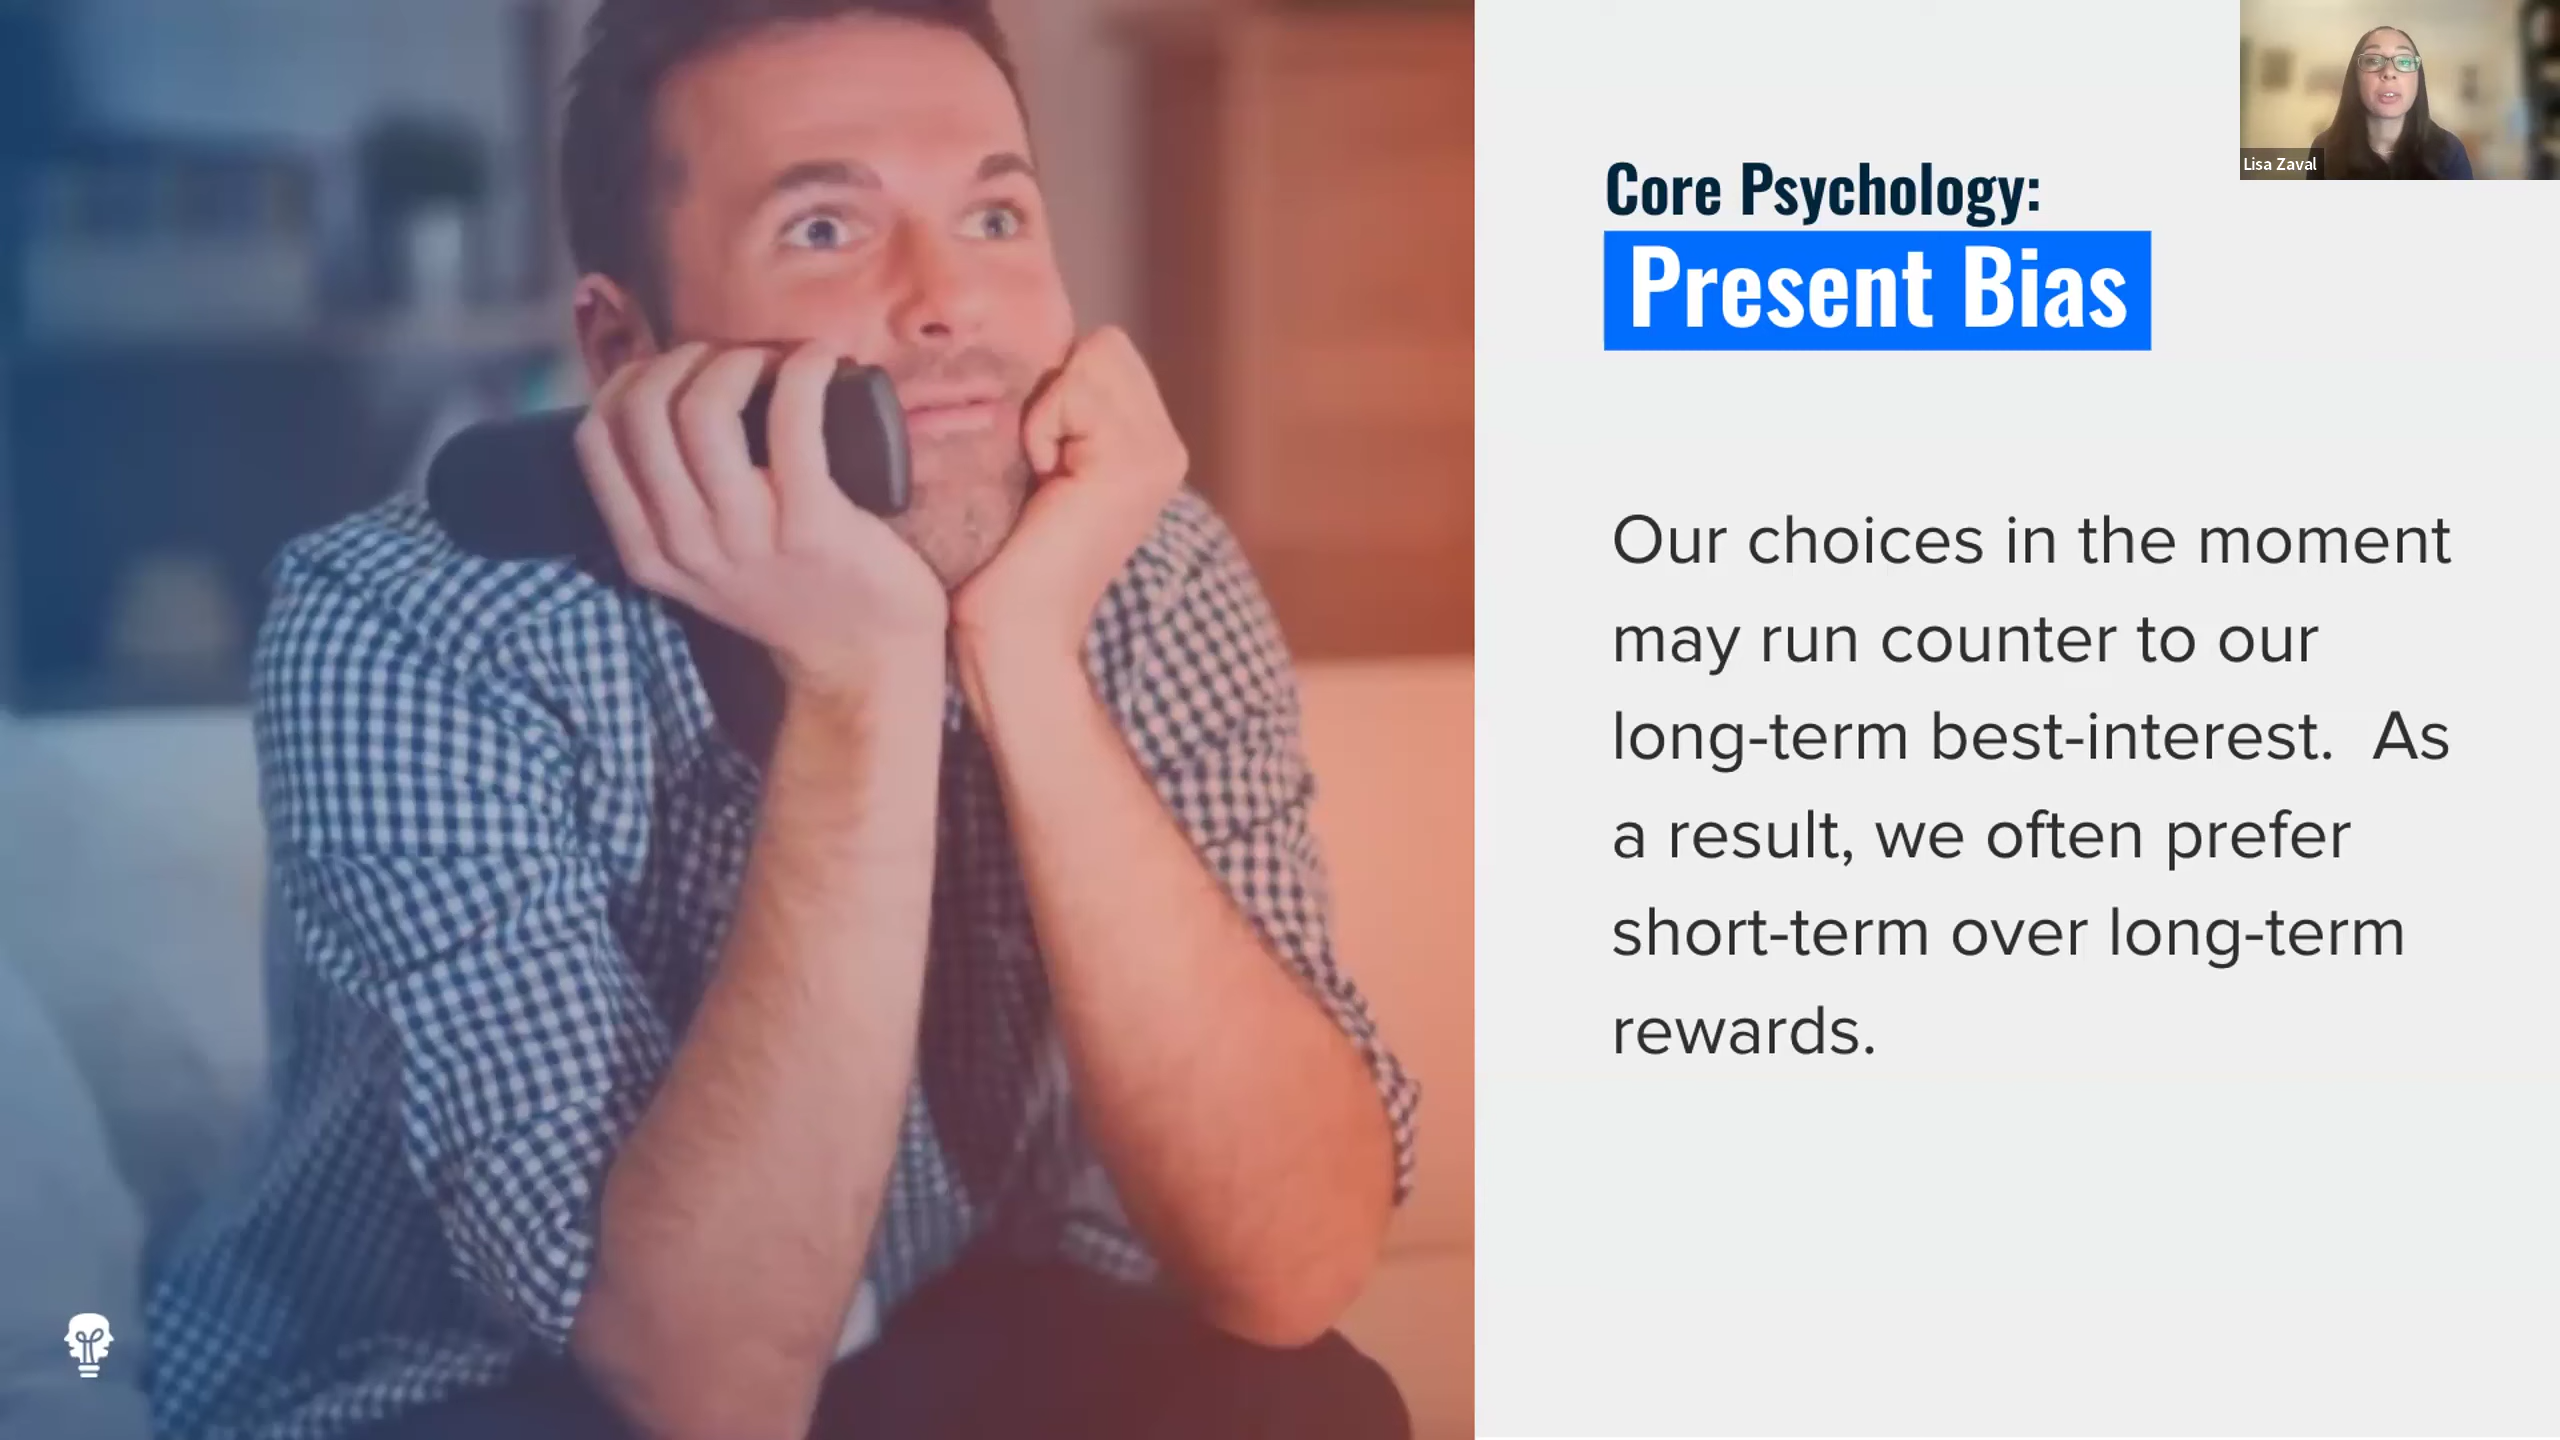 Lisa Zaval
Core Psychology:
Present Bias
Our choices in the moment
may run counter to our
long-term best-interest.  As
a result, we often prefer
short-term over long-term
rewards.